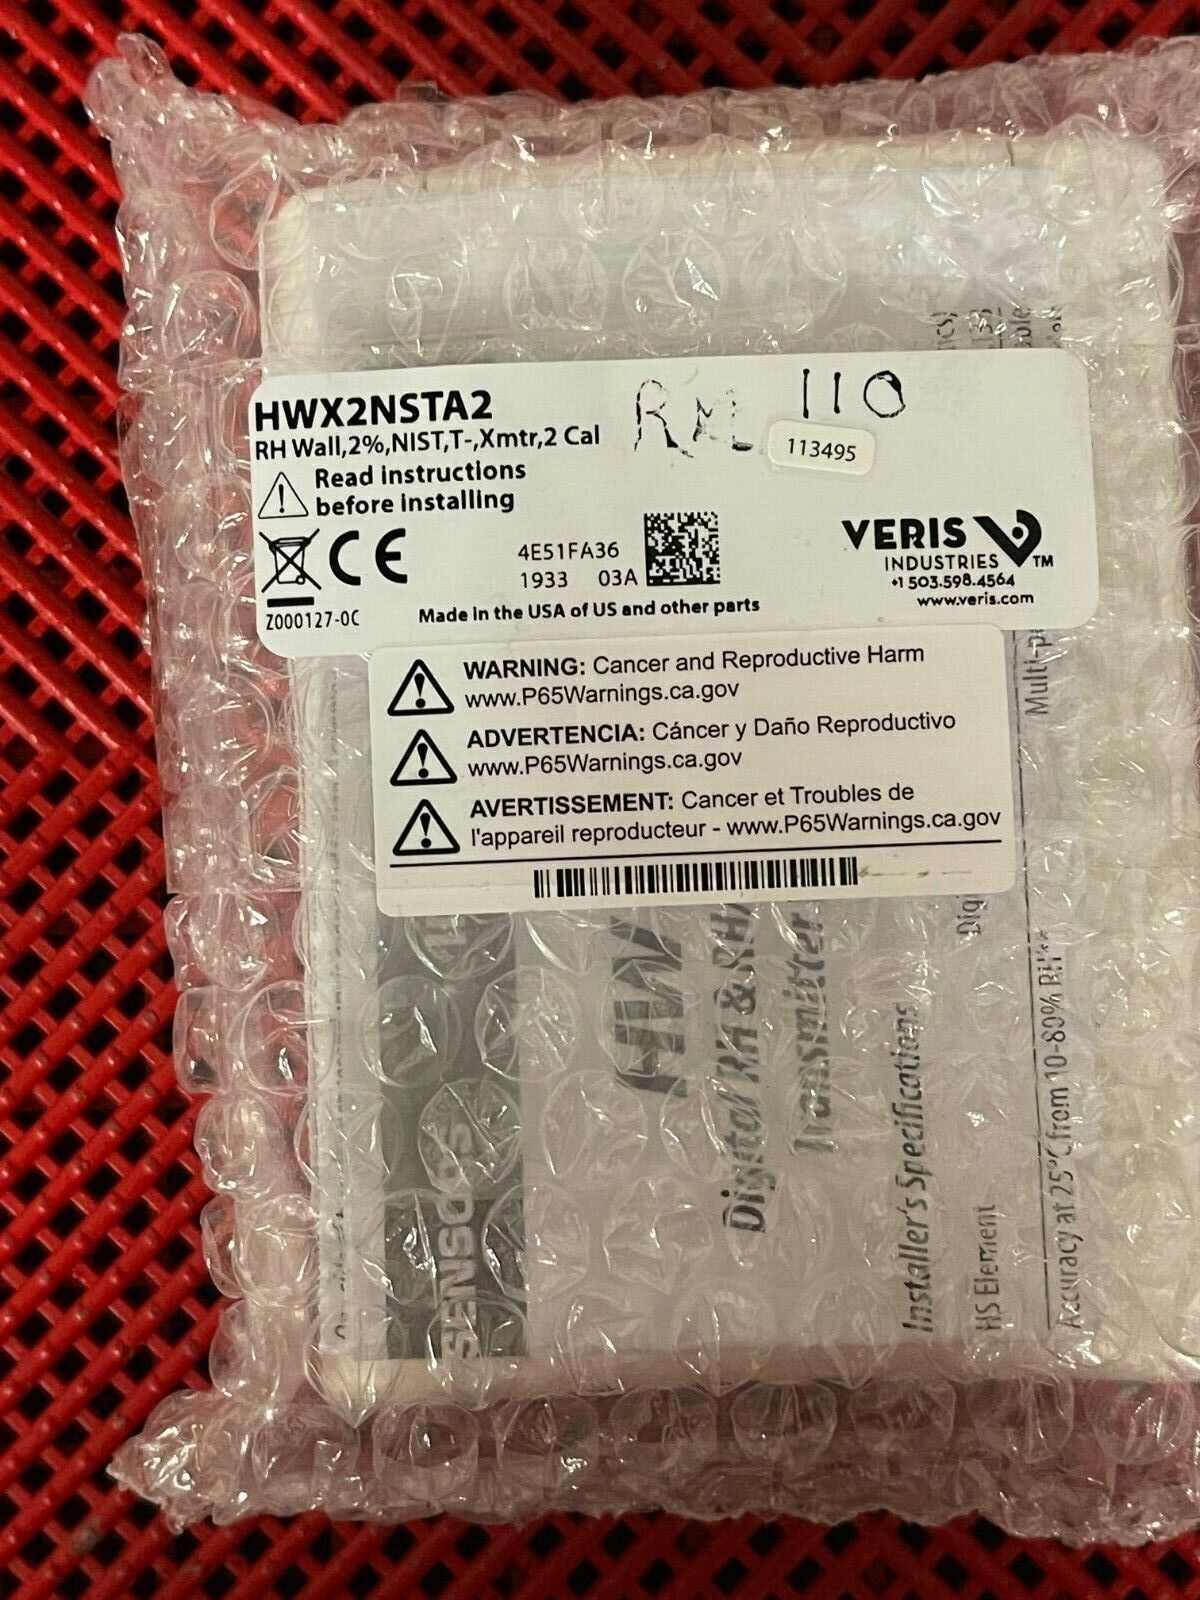 HWX2NSTA2
RH Wall,2%,NIST,T-,Xmtr,2 Cal
RM 110
113495
Read instructions
before installing
CE
4E51FA36
1933 03A
Z000127-0C
Made in the USA of US and other parts
VERIS
INDUSTRIES TM
+1 503.598.4564
www.veris.com
WARNING: Cancer and Reproductive Harm
www.P65Warnings.ca.gov
ADVERTENCIA: Cáncer y Daño Reproductivo
www.P65Warnings.ca.gov
AVERTISSEMENT: Cancer et Troubles de
l'appareil reproducteur - www.P65Warnings.ca.gov
SENSORS
Digital RH & RH/
Transmitter
Installer's Specifications
HS Element
Accuracy at 25°C from 10-80% RH**